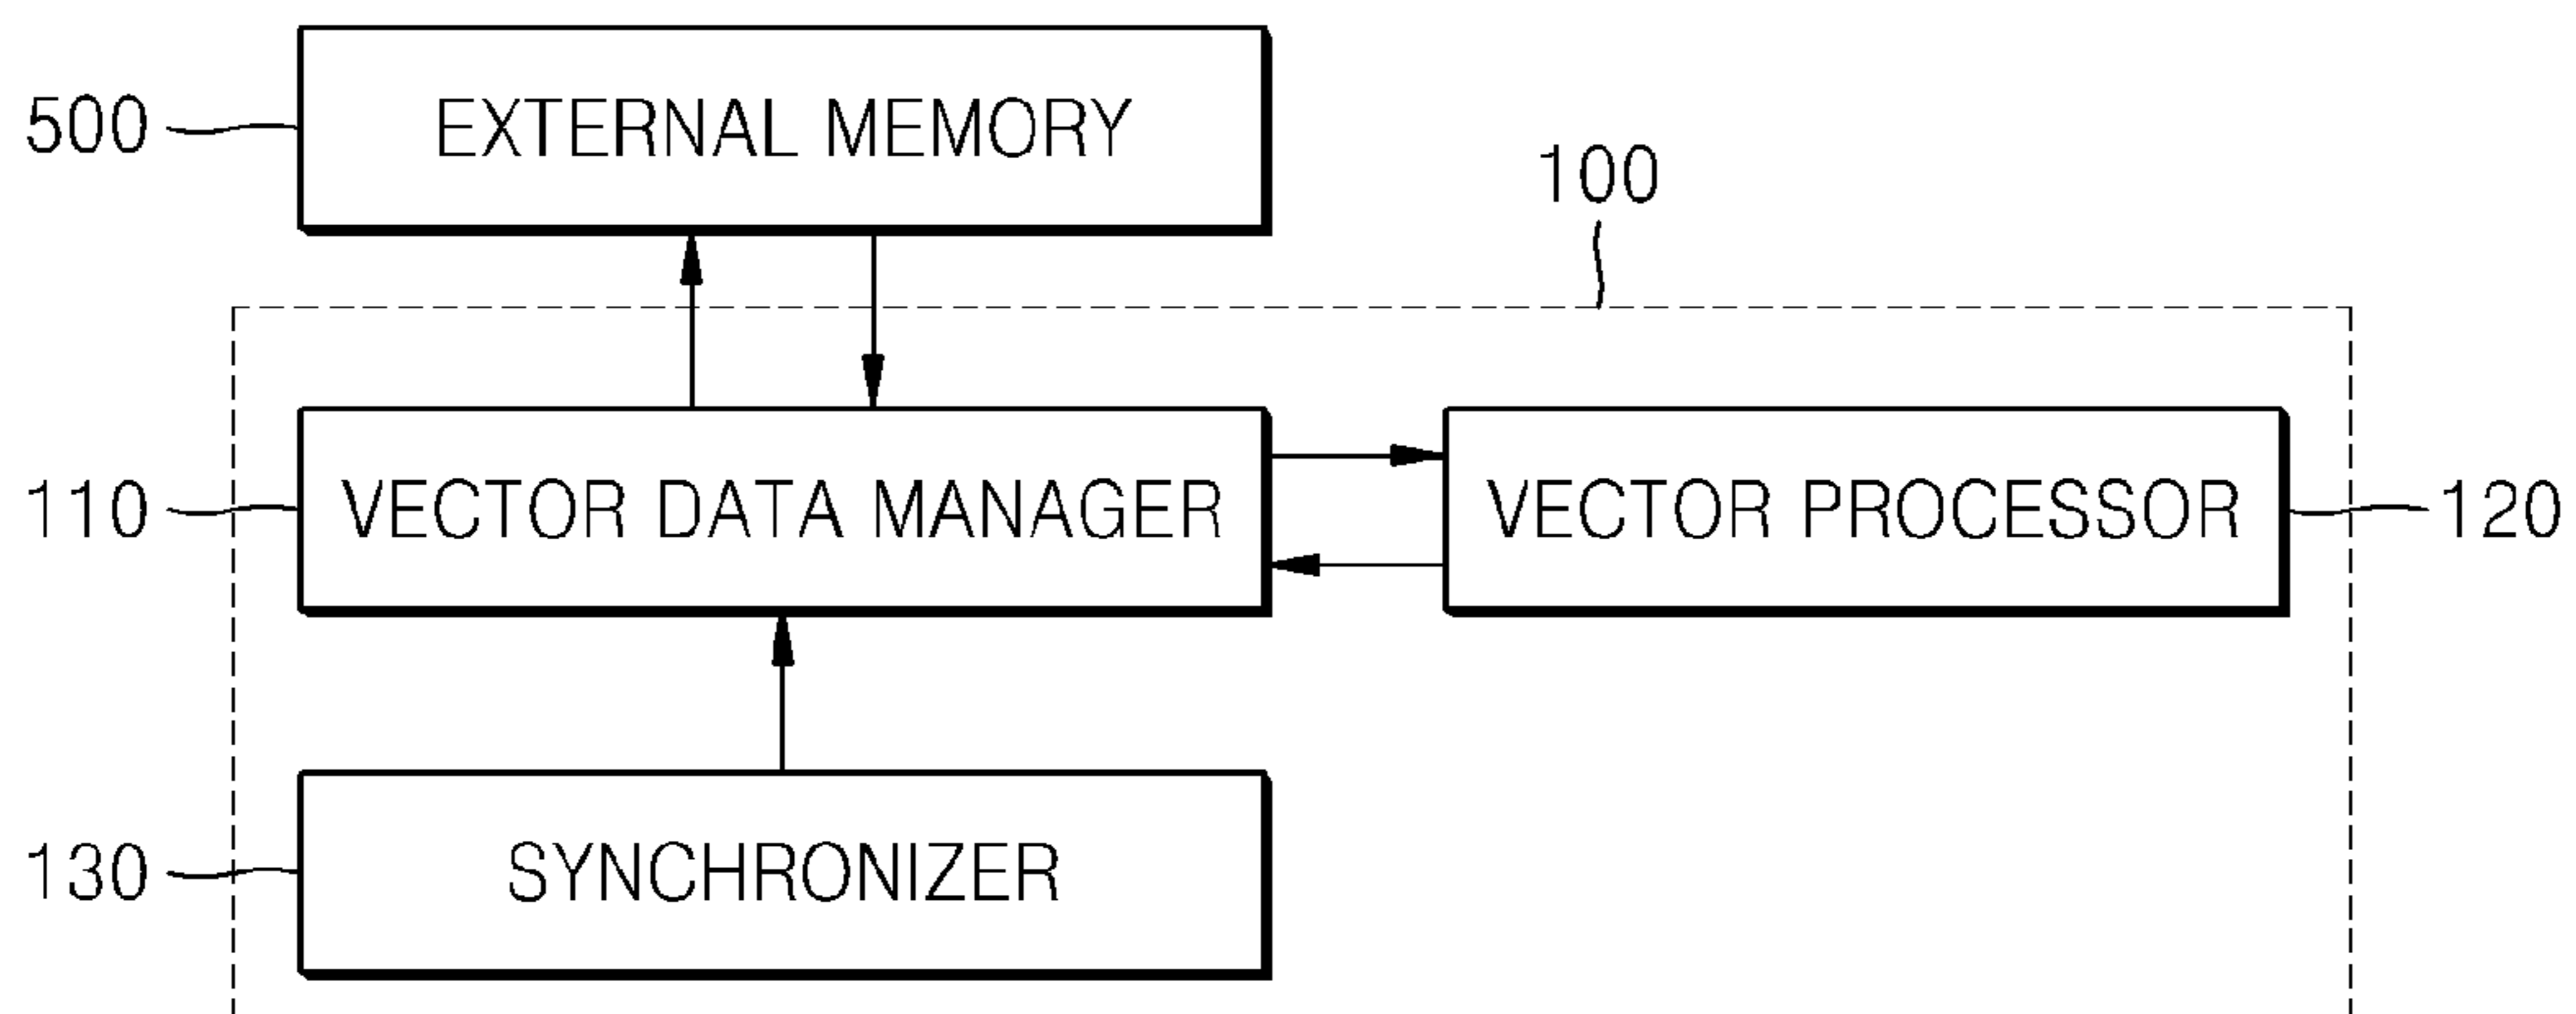 500
EXTERNAL MEMORY
100
110
VECTOR DATA MANAGER
VECTOR PROCESSOR
120
130
SYNCHRONIZER